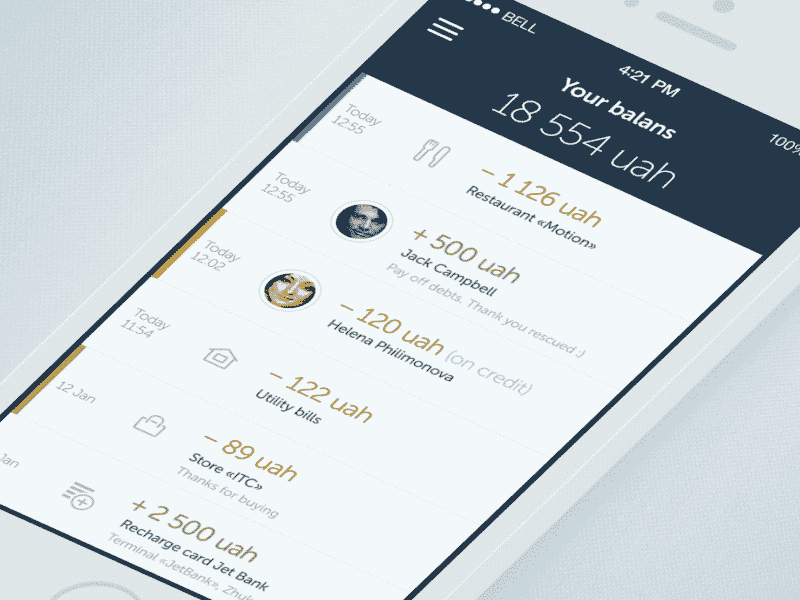 BELL
4:21 PM
100%
Your balans
18 554 uah
Today
12:55
− 1 126 uah
Restaurant «Motion»
Today
12:55
+ 500 uah
Jack Campbell
Pay off debts. Thank you rescued :)
Today
12:02
− 120 uah (on credit)
Helena Philimonova
Today
11:54
− 122 uah
Utility bills
12 Jan
− 89 uah
Store «ITC»
Thanks for buying
Jan
+ 2 500 uah
Recharge card Jet Bank
Terminal «JetBank»,